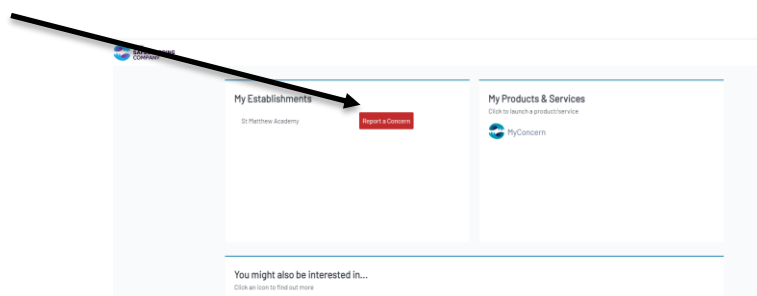 COMPANY
My Establishments
St Matthew Academy
Report a Concern
My Products & Services
Click to launch a product/service
MyConcern
You might also be interested in...
Click an icon to find out more